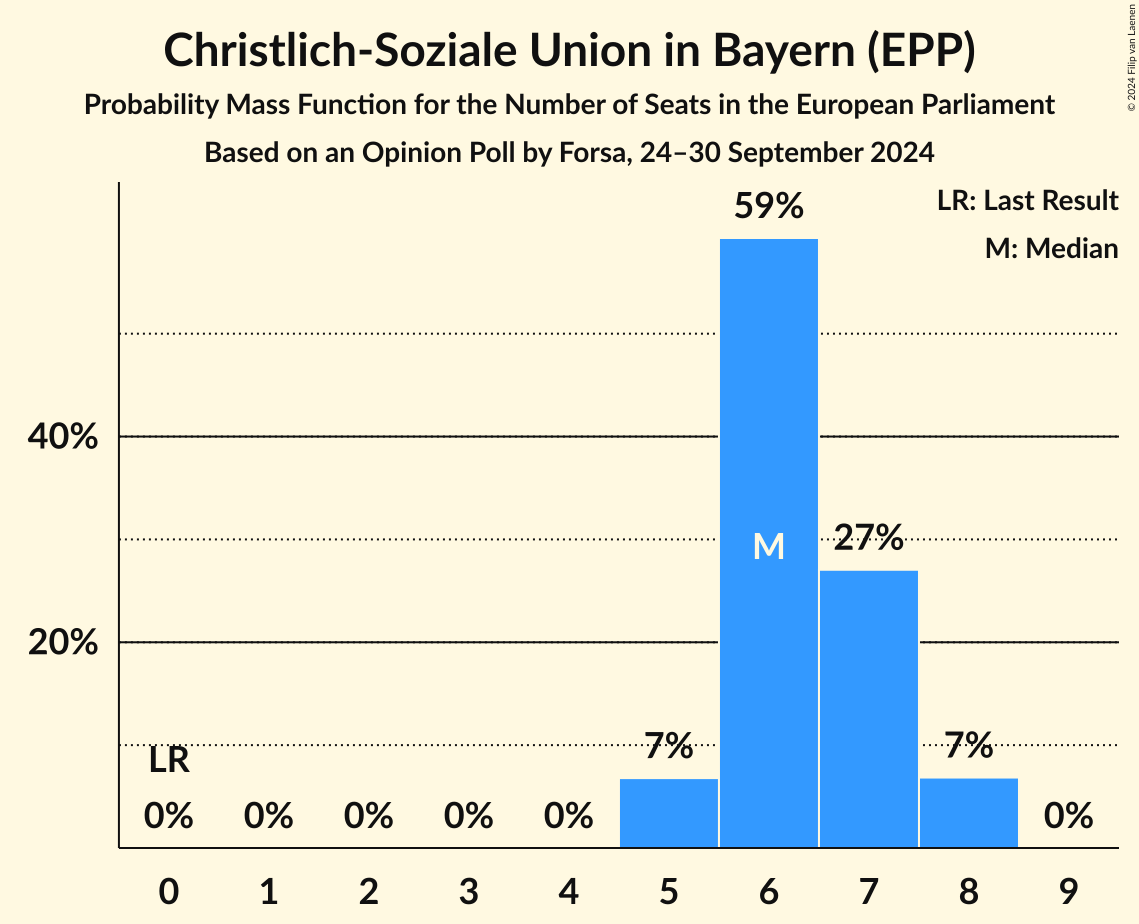 Christlich-Soziale Union in Bayern (EPP)
Probability Mass Function for the Number of Seats in the European Parliament
Based on an Opinion Poll by Forsa, 24–30 September 2024
© 2024 Filip van Laenen
LR: Last Result
M: Median
59%
40%
M
27%
20%
LR
7%
7%
0%
0%
0%
0%
0%
0%
0 1 2 3 4 5 6 7 8 9